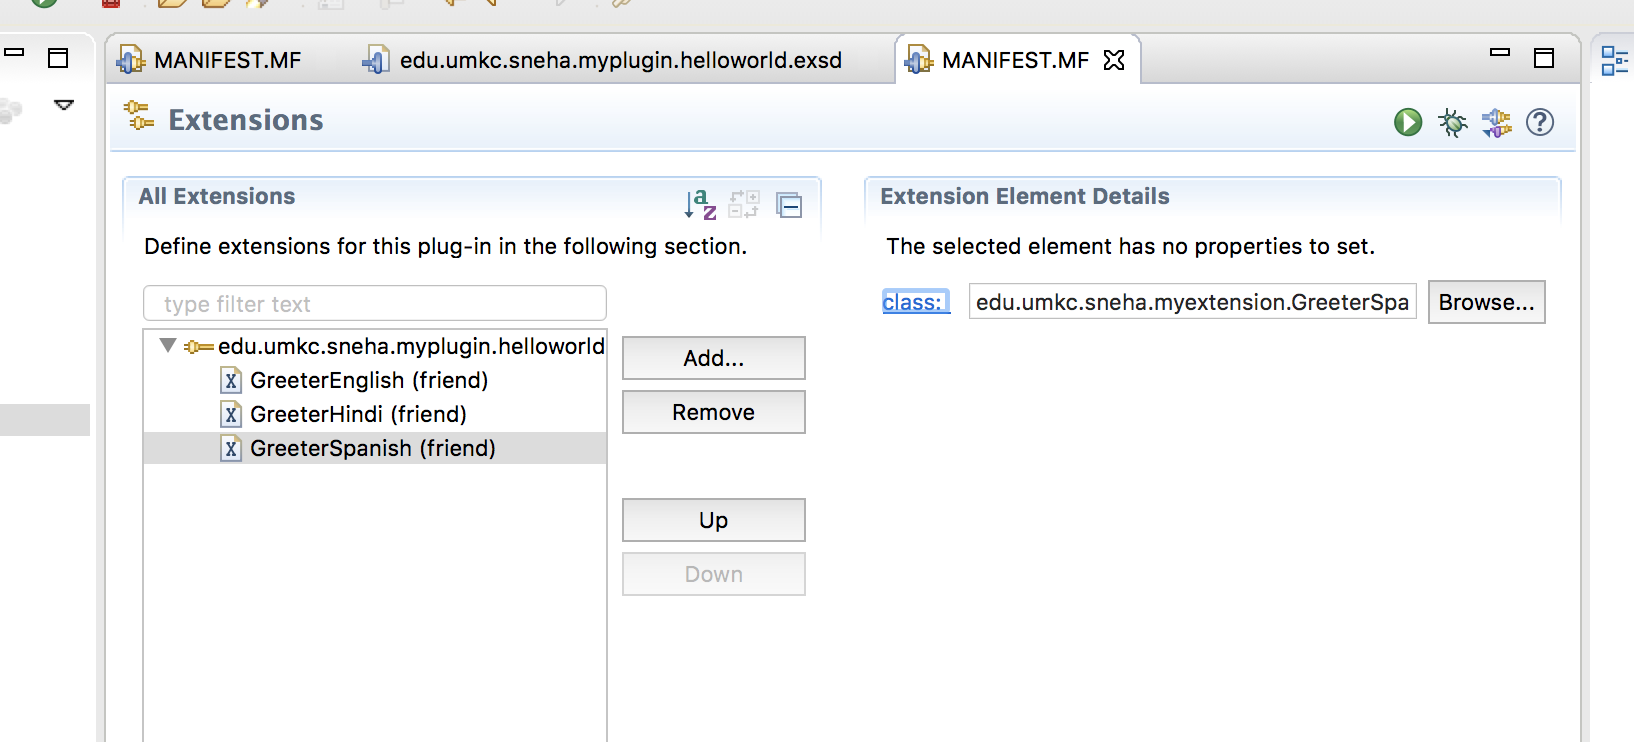 MANIFEST.MF
edu.umkc.sneha.myplugin.helloworld.exsd
MANIFEST.MF
Extensions
All Extensions
Define extensions for this plug-in in the following section.
type filter text
edu.umkc.sneha.myplugin.helloworld
GreeterEnglish (friend)
GreeterHindi (friend)
GreeterSpanish (friend)
Add...
Remove
Up
Down
Extension Element Details
The selected element has no properties to set.
class: edu.umkc.sneha.myextension.GreeterSpa Browse...